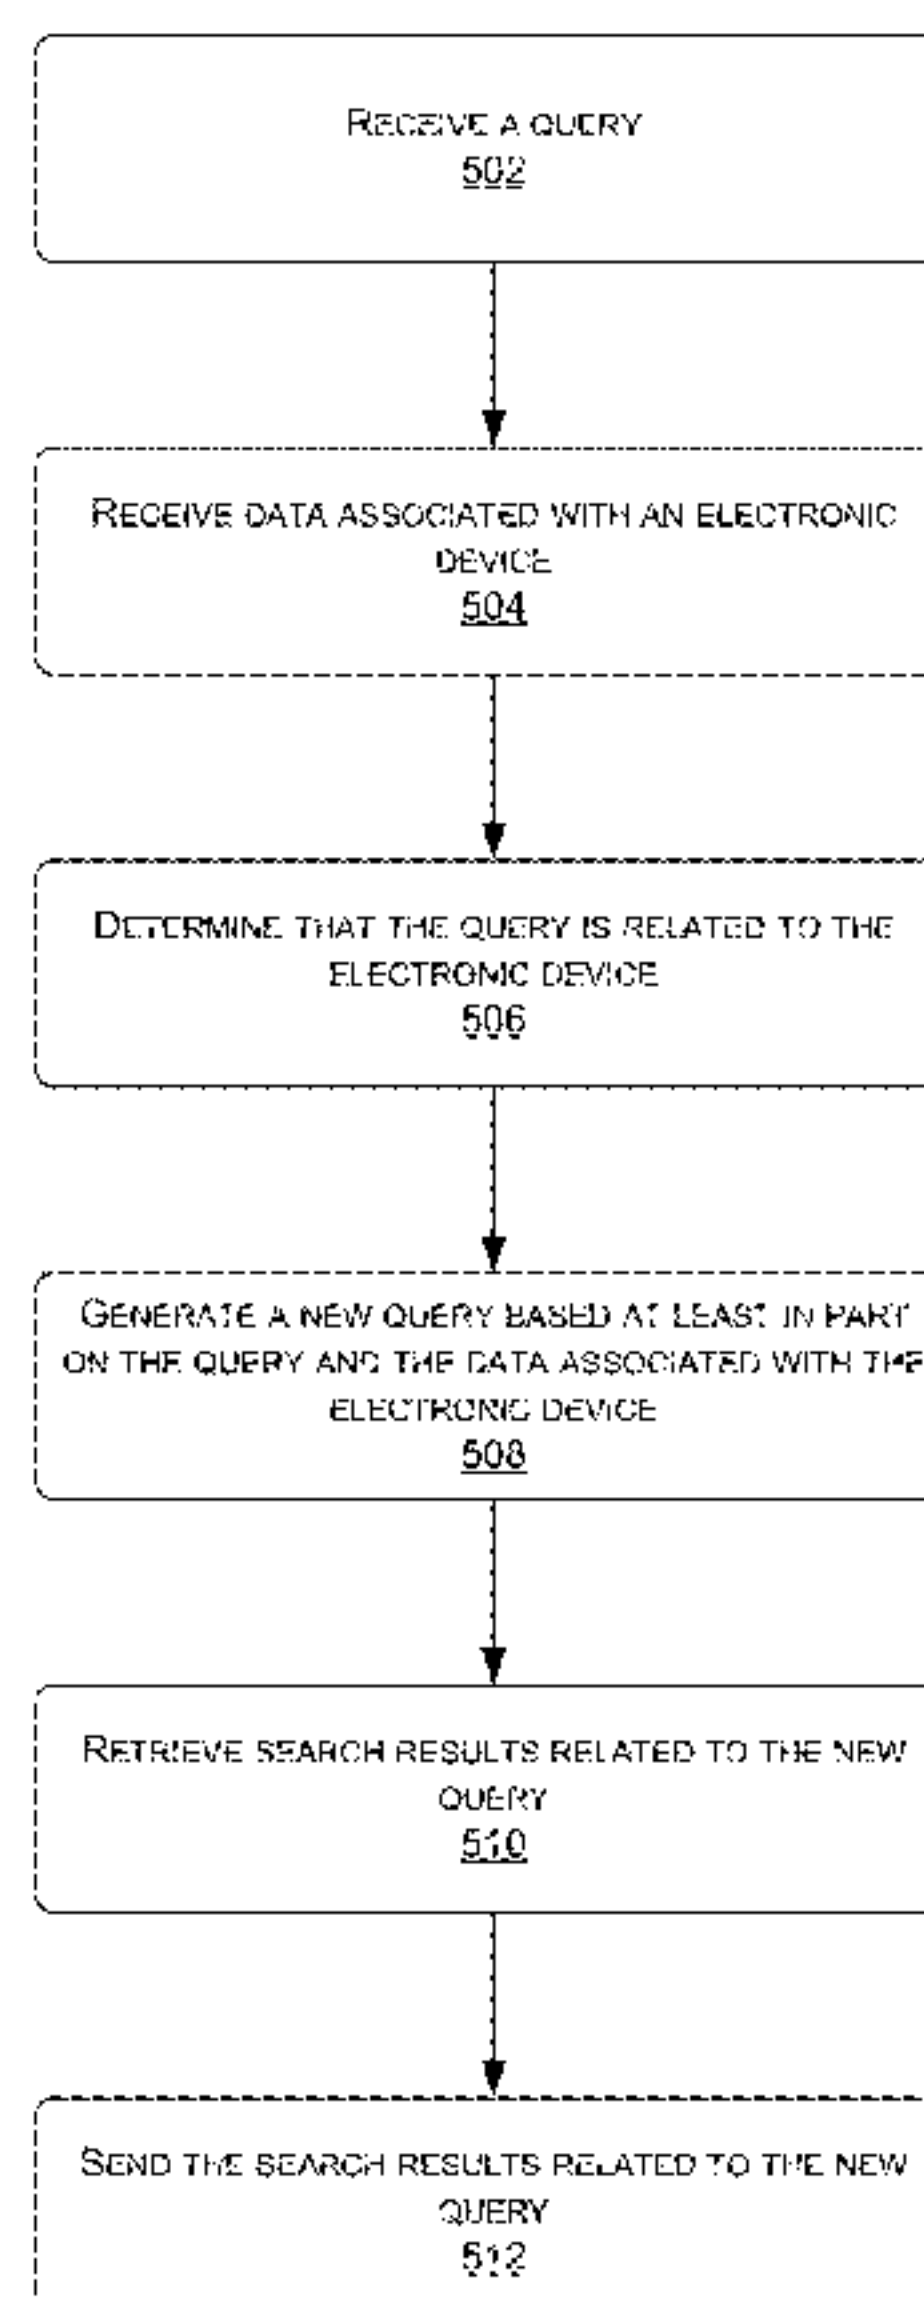 RECEIVE A QUERY
502
RECEIVE DATA ASSOCIATED WITH AN ELECTRONIC
DEVICE
504
DETERMINE THAT THE QUERY IS RELATED TO THE
ELECTRONIC DEVICE
506
GENERATE A NEW QUERY BASED AT LEAST IN PART
ON THE QUERY AND THE DATA ASSOCIATED WITH THE
ELECTRONIC DEVICE
508
RETRIEVE SEARCH RESULTS RELATED TO THE NEW
QUERY
510
SEND THE SEARCH RESULTS RELATED TO THE NEW
QUERY
512